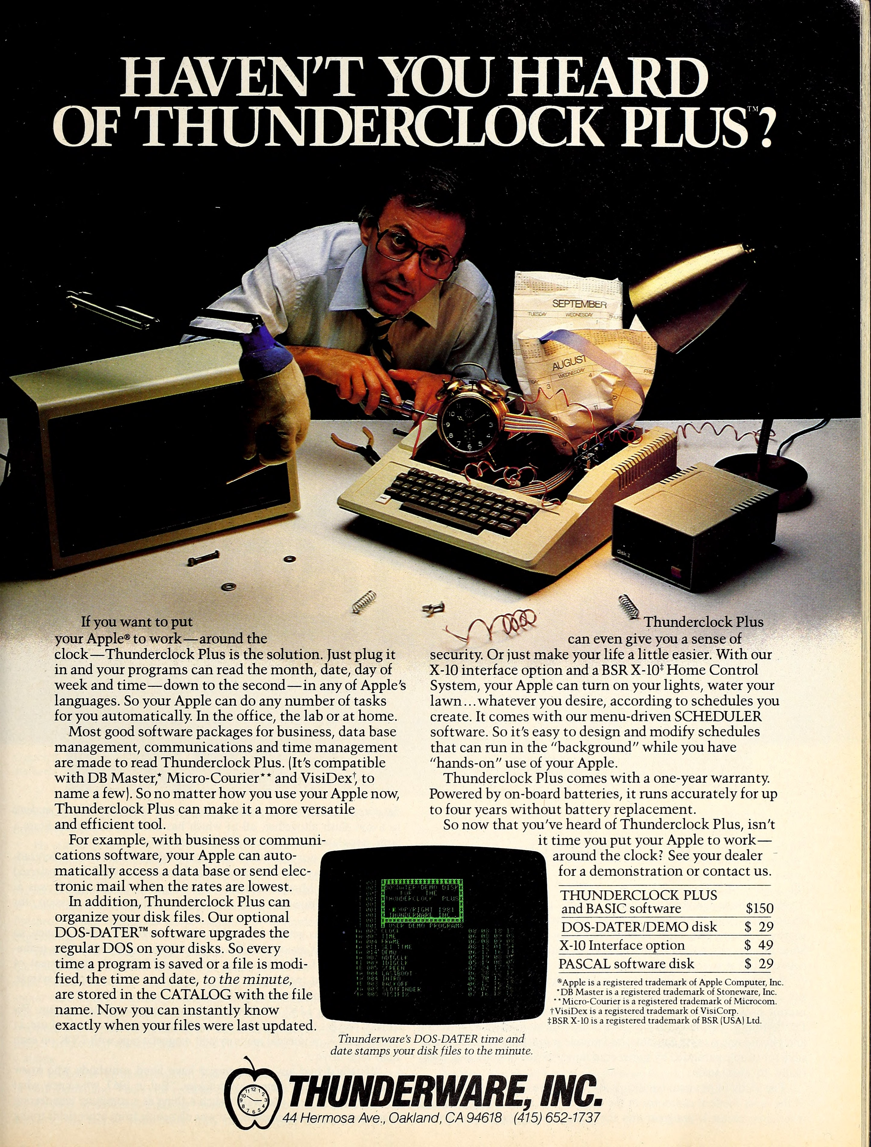 HAVEN'T YOU HEARD
OF THUNDERCLOCK PLUS™?
SEPTEMBER
TUESDAY WEDNESDAY
AUGUST
WEDNESDAY
disk II
If you want to put
your Apple® to work—around the
clock—Thunderclock Plus is the solution. Just plug it
in and your programs can read the month, date, day of
week and time—down to the second—in any of Apple's
languages. So your Apple can do any number of tasks
for you automatically. In the office, the lab or at home.
Most good software packages for business, data base
management, communications and time management
are made to read Thunderclock Plus. (It's compatible
with DB Master,* Micro-Courier** and VisiDex†, to
name a few). So no matter how you use your Apple now,
Thunderclock Plus can make it a more versatile
and efficient tool.
For example, with business or communi-
cations software, your Apple can auto-
matically access a data base or send elec-
tronic mail when the rates are lowest.
In addition, Thunderclock Plus can
organize your disk files. Our optional
DOS-DATER™ software upgrades the
regular DOS on your disks. So every
time a program is saved or a file is modi-
fied, the time and date, to the minute,
are stored in the CATALOG with the file
name. Now you can instantly know
exactly when your files were last updated.
Thunderclock Plus
can even give you a sense of
security. Or just make your life a little easier. With our
X-10 interface option and a BSR X-10‡ Home Control
System, your Apple can turn on your lights, water your
lawn...whatever you desire, according to schedules you
create. It comes with our menu-driven SCHEDULER
software. So it's easy to design and modify schedules
that can run in the "background" while you have
"hands-on" use of your Apple.
Thunderclock Plus comes with a one-year warranty.
Powered by on-board batteries, it runs accurately for up
to four years without battery replacement.
So now that you've heard of Thunderclock Plus, isn't
it time you put your Apple to work—
around the clock? See your dealer
for a demonstration or contact us.
THUNDERCLOCK PLUS
and BASIC software $150
DOS-DATER/DEMO disk $ 29
X-10 Interface option $ 49
PASCAL software disk $ 29
®Apple is a registered trademark of Apple Computer, Inc.
*DB Master is a registered trademark of Stoneware, Inc.
**Micro-Courier is a registered trademark of Microcom.
†VisiDex is a registered trademark of VisiCorp.
‡BSR X-10 is a registered trademark of BSR (USA) Ltd.
DEMO DISK
FOR THE
THUNDERCLOCK PLUS
COPYRIGHT 1981
THUNDERWARE INC
Thunderware's DOS-DATER time and
date stamps your disk files to the minute.
THUNDERWARE, INC.
44 Hermosa Ave., Oakland, CA 94618 (415) 652-1737